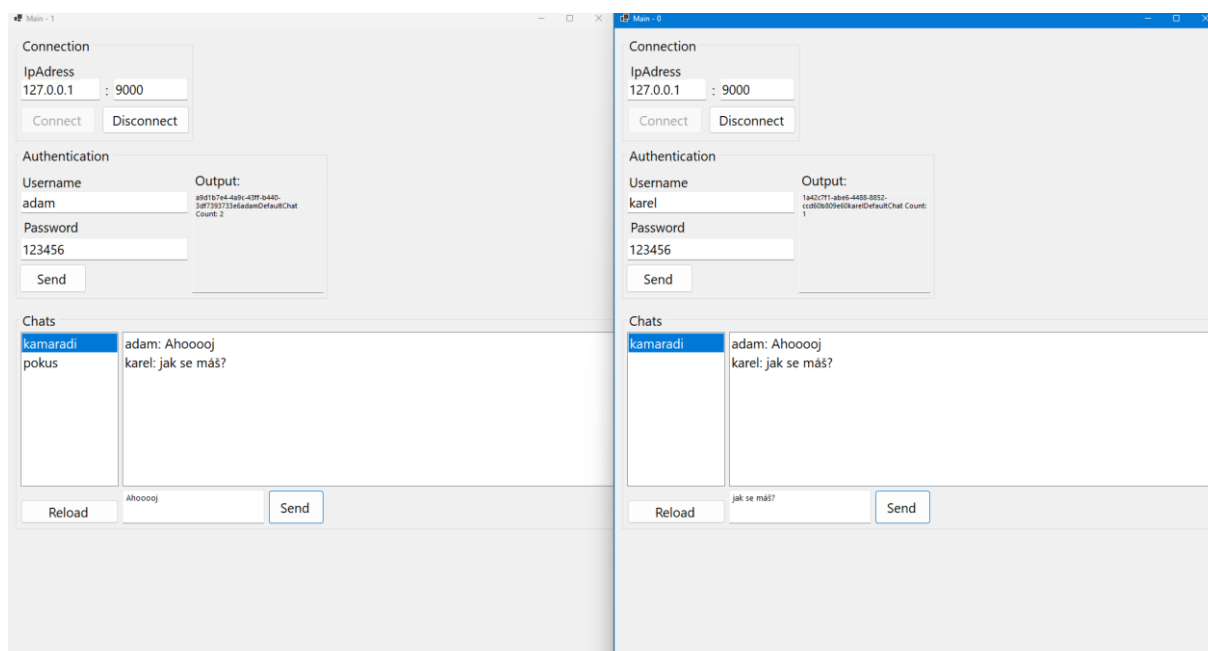 Main - 1
Connection
IpAdress
127.0.0.1 : 9000
Connect Disconnect
Authentication
Username Output:
adam
a9d1b7e4-4a9c-43ff-b440-
3df7393733e6adamDefaultChat
Count: 2
Password
123456
Send
Chats
kamaradi
pokus
adam: Ahooooj
karel: jak se máš?
Reload
Ahooooj
Send
Main - 0
Connection
IpAdress
127.0.0.1 : 9000
Connect Disconnect
Authentication
Username Output:
karel
1a42c7f1-abe6-4488-8852-
ccd60b809e60karelDefaultChat Count:
1
Password
123456
Send
Chats
kamaradi
adam: Ahooooj
karel: jak se máš?
Reload
jak se máš?
Send